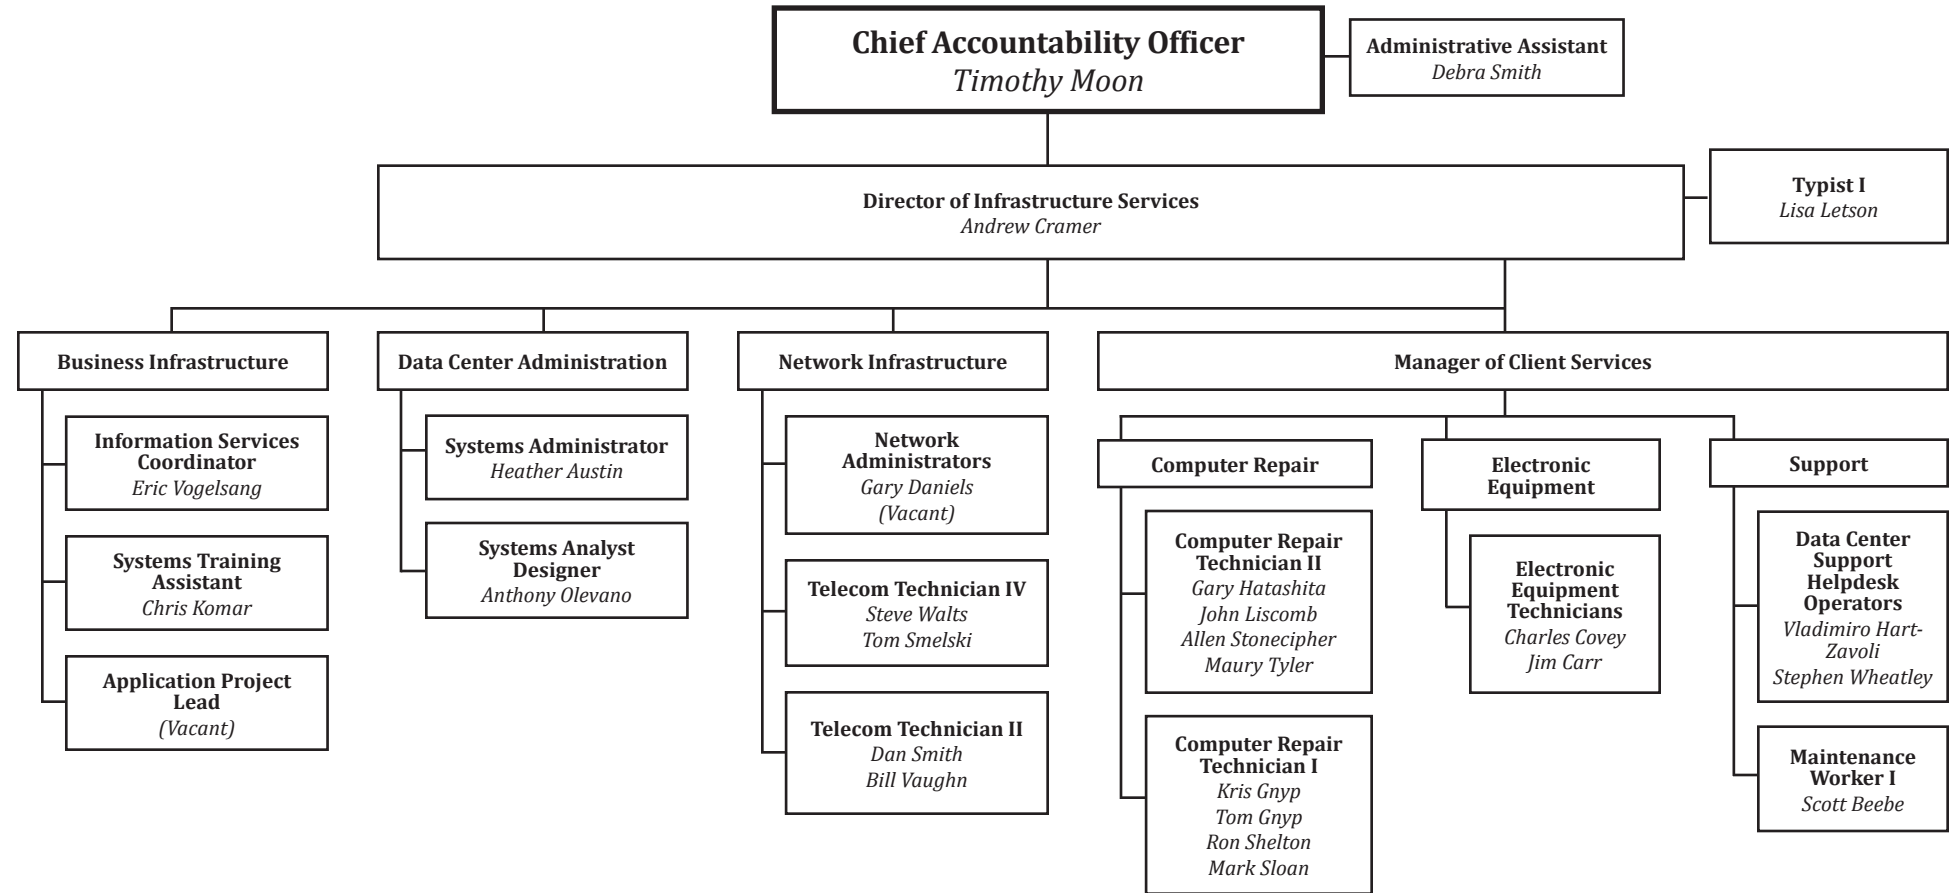 Chief Accountability Officer
Timothy Moon
Administrative Assistant
Debra Smith
Director of Infrastructure Services
Andrew Cramer
Typist I
Lisa Letson
Business Infrastructure
Information Services
Coordinator
Eric Vogelsang
Systems Training
Assistant
Chris Komar
Application Project
Lead
(Vacant)
Data Center Administration
Systems Administrator
Heather Austin
Systems Analyst
Designer
Anthony Olevano
Network Infrastructure
Network
Administrators
Gary Daniels
(Vacant)
Telecom Technician IV
Steve Walts
Tom Smelski
Telecom Technician II
Dan Smith
Bill Vaughn
Manager of Client Services
Computer Repair
Computer Repair
Technician II
Gary Hatashita
John Liscomb
Allen Stonecipher
Maury Tyler
Computer Repair
Technician I
Kris Gnyp
Tom Gnyp
Ron Shelton
Mark Sloan
Electronic
Equipment
Electronic
Equipment
Technicians
Charles Covey
Jim Carr
Support
Data Center
Support
Helpdesk
Operators
Vladimiro Hart-
Zavoli
Stephen Wheatley
Maintenance
Worker I
Scott Beebe